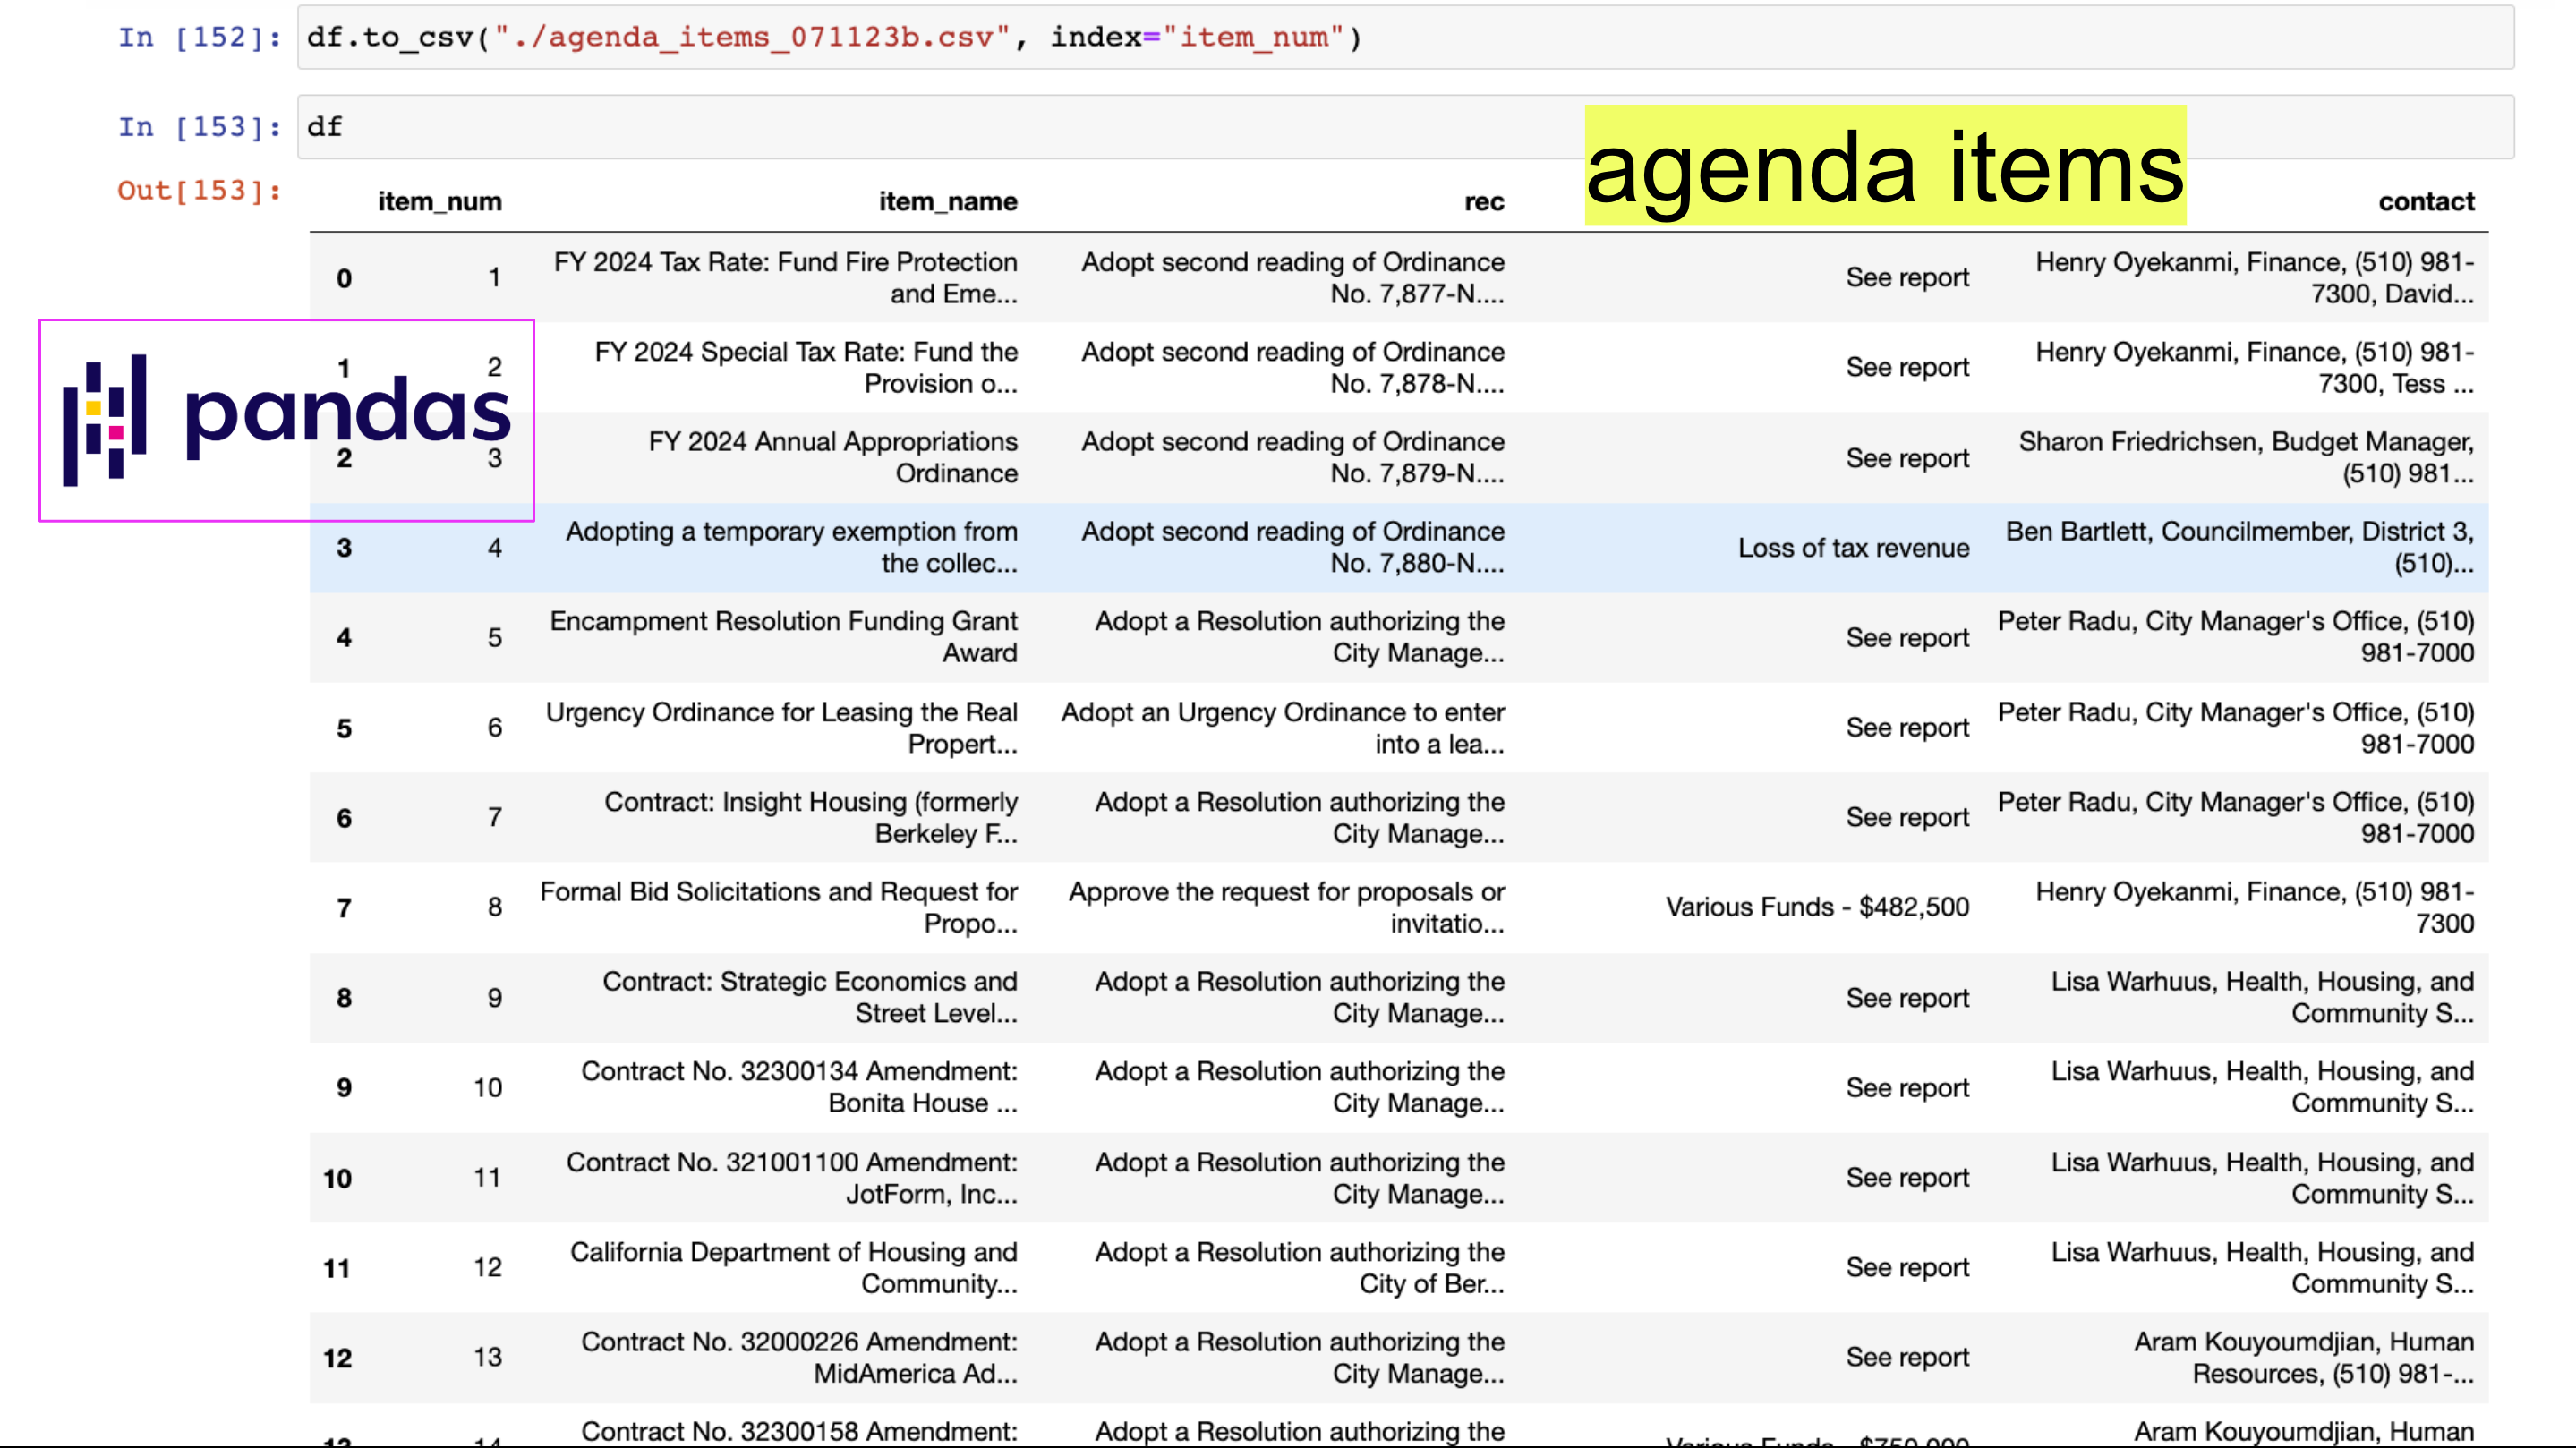 In [152]: df.to_csv("./agenda_items_071123b.csv", index="item_num")
In [153]: df
agenda items
Out[153]:
item_num item_name rec contact
0 1 FY 2024 Tax Rate: Fund Fire Protection and Eme... Adopt second reading of Ordinance No. 7,877-N.... See report Henry Oyekanmi, Finance, (510) 981-7300, David...
1 2 FY 2024 Special Tax Rate: Fund the Provision o... Adopt second reading of Ordinance No. 7,878-N.... See report Henry Oyekanmi, Finance, (510) 981-7300, Tess ...
pandas
2 3 FY 2024 Annual Appropriations Ordinance Adopt second reading of Ordinance No. 7,879-N.... See report Sharon Friedrichsen, Budget Manager, (510) 981...
3 4 Adopting a temporary exemption from the collec... Adopt second reading of Ordinance No. 7,880-N.... Loss of tax revenue Ben Bartlett, Councilmember, District 3, (510)...
4 5 Encampment Resolution Funding Grant Award Adopt a Resolution authorizing the City Manage... See report Peter Radu, City Manager's Office, (510) 981-7000
5 6 Urgency Ordinance for Leasing the Real Propert... Adopt an Urgency Ordinance to enter into a lea... See report Peter Radu, City Manager's Office, (510) 981-7000
6 7 Contract: Insight Housing (formerly Berkeley F... Adopt a Resolution authorizing the City Manage... See report Peter Radu, City Manager's Office, (510) 981-7000
7 8 Formal Bid Solicitations and Request for Propo... Approve the request for proposals or invitatio... Various Funds - $482,500 Henry Oyekanmi, Finance, (510) 981-7300
8 9 Contract: Strategic Economics and Street Level... Adopt a Resolution authorizing the City Manage... See report Lisa Warhuus, Health, Housing, and Community S...
9 10 Contract No. 32300134 Amendment: Bonita House ... Adopt a Resolution authorizing the City Manage... See report Lisa Warhuus, Health, Housing, and Community S...
10 11 Contract No. 321001100 Amendment: JotForm, Inc... Adopt a Resolution authorizing the City Manage... See report Lisa Warhuus, Health, Housing, and Community S...
11 12 California Department of Housing and Community... Adopt a Resolution authorizing the City of Ber... See report Lisa Warhuus, Health, Housing, and Community S...
12 13 Contract No. 32000226 Amendment: MidAmerica Ad... Adopt a Resolution authorizing the City Manage... See report Aram Kouyoumdjian, Human Resources, (510) 981-...
13 14 Contract No. 32300158 Amendment: Adopt a Resolution authorizing the Various Funds - $750,000 Aram Kouyoumdjian, Human